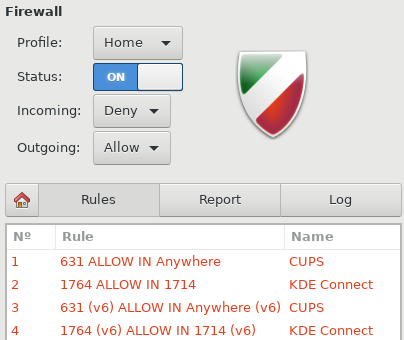 Firewall
Profile: Home
Status: ON
Incoming: Deny
Outgoing: Allow
Rules Report Log
Nº Rule Name
1 631 ALLOW IN Anywhere CUPS
2 1764 ALLOW IN 1714 KDE Connect
3 631 (v6) ALLOW IN Anywhere (v6) CUPS
4 1764 (v6) ALLOW IN 1714 (v6) KDE Connect